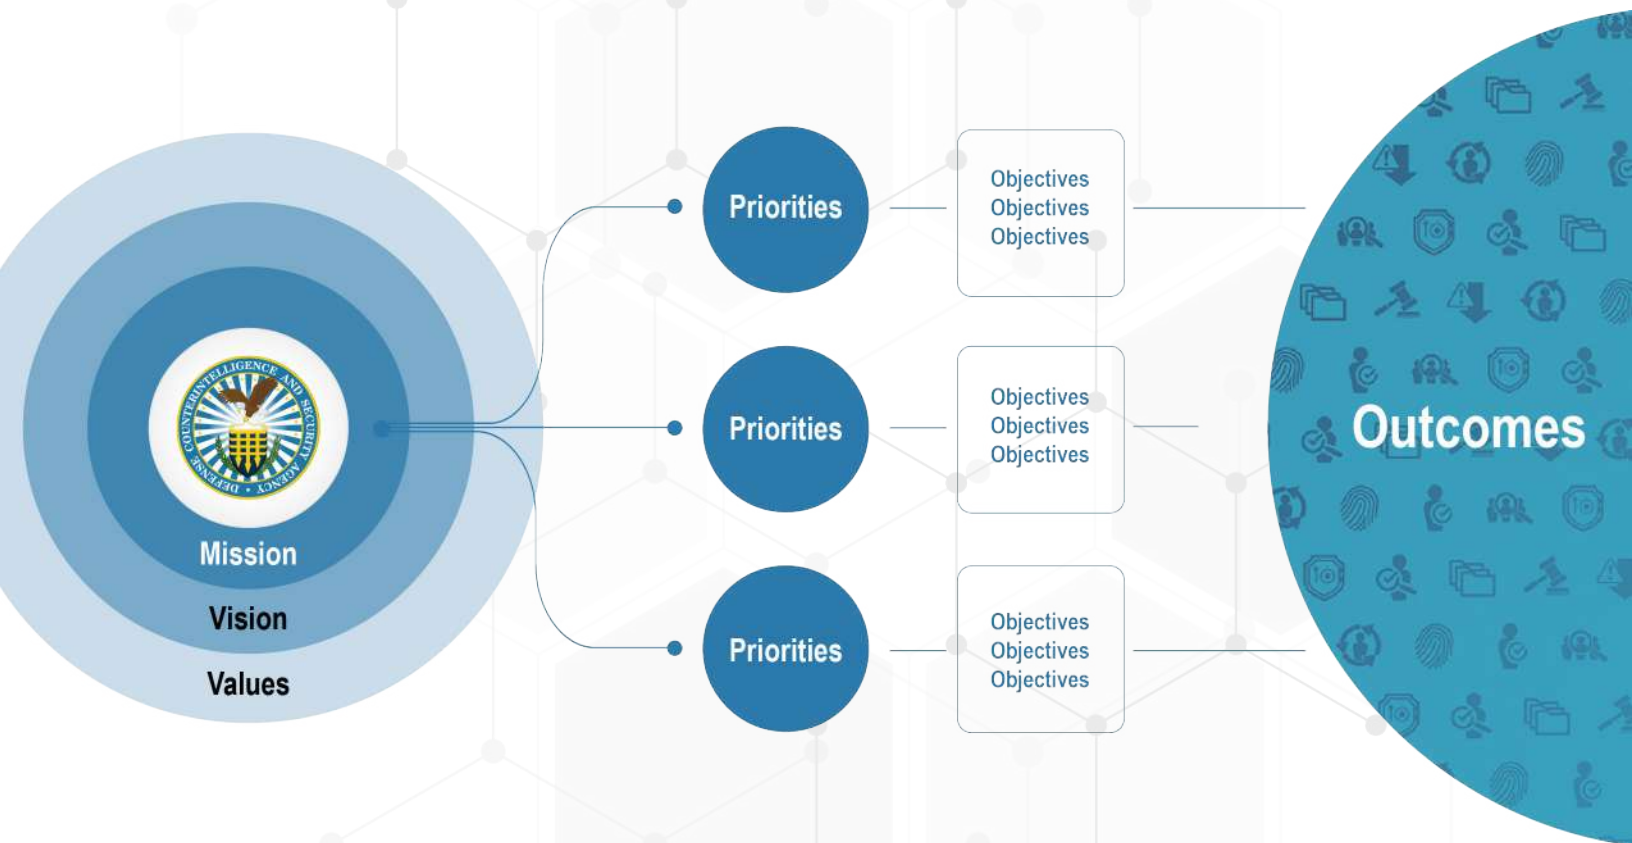 DEFENSE COUNTERINTELLIGENCE AND SECURITY AGENCY
Mission
Vision
Values
Priorities
Objectives
Objectives
Objectives
Priorities
Objectives
Objectives
Objectives
Priorities
Objectives
Objectives
Objectives
Outcomes